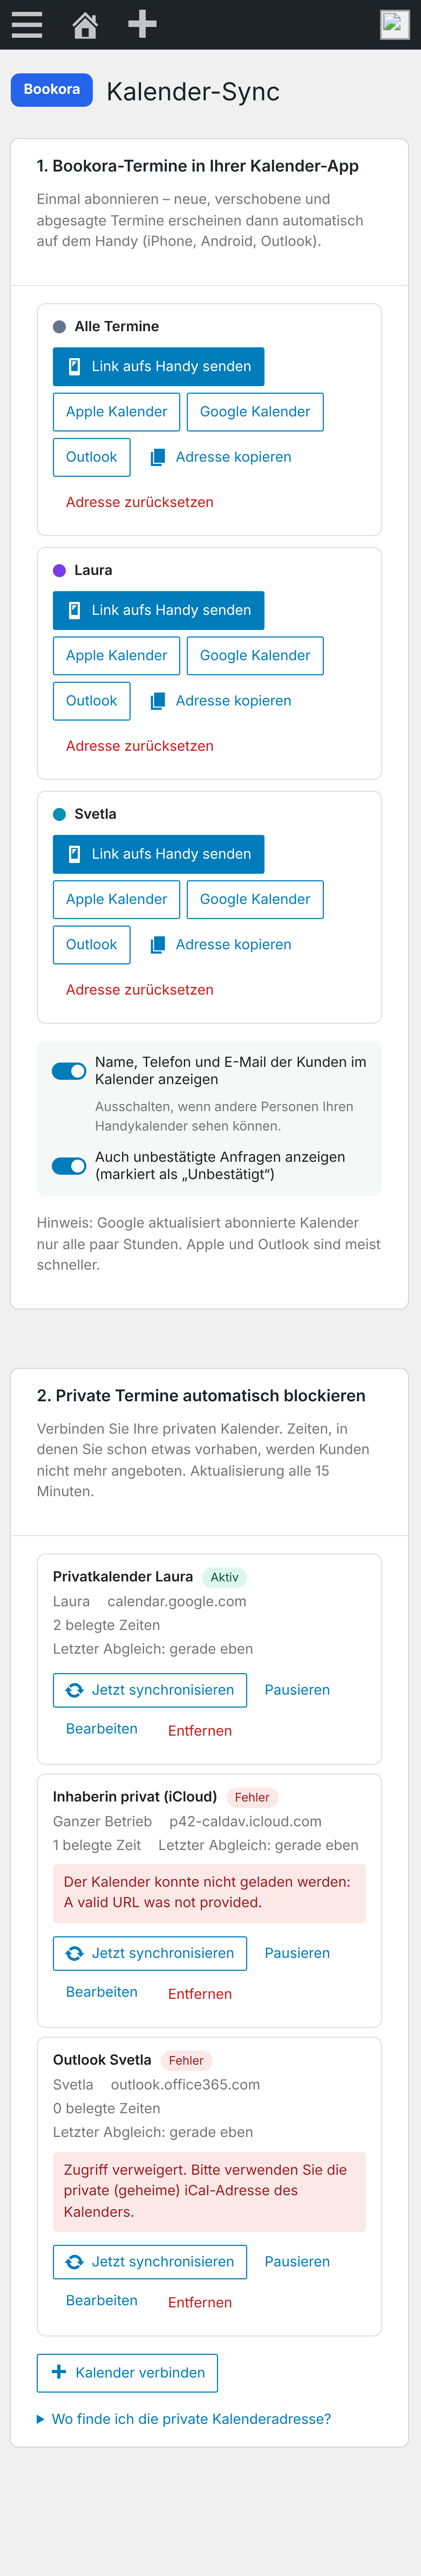 Bookora
Kalender-Sync
1. Bookora-Termine in Ihrer Kalender-App
Einmal abonnieren – neue, verschobene und
abgesagte Termine erscheinen dann automatisch
auf dem Handy (iPhone, Android, Outlook).
Alle Termine
Link aufs Handy senden
Apple Kalender
Google Kalender
Outlook
Adresse kopieren
Adresse zurücksetzen
Laura
Link aufs Handy senden
Apple Kalender
Google Kalender
Outlook
Adresse kopieren
Adresse zurücksetzen
Svetla
Link aufs Handy senden
Apple Kalender
Google Kalender
Outlook
Adresse kopieren
Adresse zurücksetzen
Name, Telefon und E-Mail der Kunden im
Kalender anzeigen
Ausschalten, wenn andere Personen Ihren
Handykalender sehen können.
Auch unbestätigte Anfragen anzeigen
(markiert als „Unbestätigt“)
Hinweis: Google aktualisiert abonnierte Kalender
nur alle paar Stunden. Apple und Outlook sind meist
schneller.
2. Private Termine automatisch blockieren
Verbinden Sie Ihre privaten Kalender. Zeiten, in
denen Sie schon etwas vorhaben, werden Kunden
nicht mehr angeboten. Aktualisierung alle 15
Minuten.
Privatkalender Laura Aktiv
Laura calendar.google.com
2 belegte Zeiten
Letzter Abgleich: gerade eben
Jetzt synchronisieren
Pausieren
Bearbeiten
Entfernen
Inhaberin privat (iCloud) Fehler
Ganzer Betrieb p42-caldav.icloud.com
1 belegte Zeit Letzter Abgleich: gerade eben
Der Kalender konnte nicht geladen werden:
A valid URL was not provided.
Jetzt synchronisieren
Pausieren
Bearbeiten
Entfernen
Outlook Svetla Fehler
Svetla outlook.office365.com
0 belegte Zeiten
Letzter Abgleich: gerade eben
Zugriff verweigert. Bitte verwenden Sie die
private (geheime) iCal-Adresse des
Kalenders.
Jetzt synchronisieren
Pausieren
Bearbeiten
Entfernen
Kalender verbinden
Wo finde ich die private Kalenderadresse?